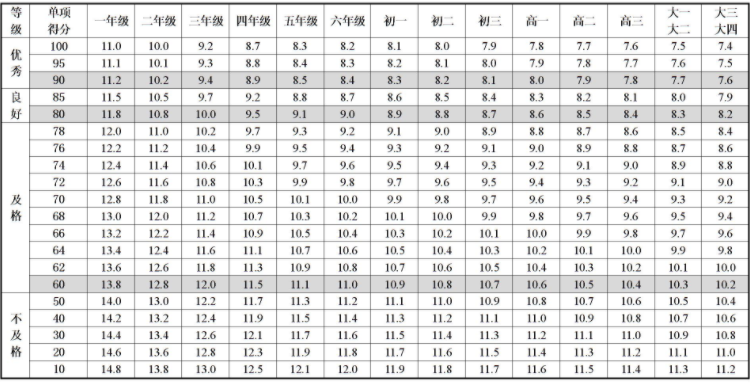 等级 单项得分 一年级 二年级 三年级 四年级 五年级 六年级 初一 初二 初三 高一 高二 高三 大一大二 大三大四
优秀 100 11.0 10.0 9.2 8.7 8.3 8.2 8.1 8.0 7.9 7.8 7.7 7.6 7.5 7.4
95 11.1 10.1 9.3 8.8 8.4 8.3 8.2 8.1 8.0 7.9 7.8 7.7 7.6 7.5
90 11.2 10.2 9.4 8.9 8.5 8.4 8.3 8.2 8.1 8.0 7.9 7.8 7.7 7.6
良好 85 11.5 10.5 9.7 9.2 8.8 8.7 8.6 8.5 8.4 8.3 8.2 8.1 8.0 7.9
80 11.8 10.8 10.0 9.5 9.1 9.0 8.9 8.8 8.7 8.6 8.5 8.4 8.3 8.2
及格 78 12.0 11.0 10.2 9.7 9.3 9.2 9.1 9.0 8.9 8.8 8.7 8.6 8.5 8.4
76 12.2 11.2 10.4 9.9 9.5 9.4 9.3 9.2 9.1 9.0 8.9 8.8 8.7 8.6
74 12.4 11.4 10.6 10.1 9.7 9.6 9.5 9.4 9.3 9.2 9.1 9.0 8.9 8.8
72 12.6 11.6 10.8 10.3 9.9 9.8 9.7 9.6 9.5 9.4 9.3 9.2 9.1 9.0
70 12.8 11.8 11.0 10.5 10.1 10.0 9.9 9.8 9.7 9.6 9.5 9.4 9.3 9.2
68 13.0 12.0 11.2 10.7 10.3 10.2 10.1 10.0 9.9 9.8 9.7 9.6 9.5 9.4
66 13.2 12.2 11.4 10.9 10.5 10.4 10.3 10.2 10.1 10.0 9.9 9.8 9.7 9.6
64 13.4 12.4 11.6 11.1 10.7 10.6 10.5 10.4 10.3 10.2 10.1 10.0 9.9 9.8
62 13.6 12.6 11.8 11.3 10.9 10.8 10.7 10.6 10.5 10.4 10.3 10.2 10.1 10.0
60 13.8 12.8 12.0 11.5 11.1 11.0 10.9 10.8 10.7 10.6 10.5 10.4 10.3 10.2
不及格 50 14.0 13.0 12.2 11.7 11.3 11.2 11.1 11.0 10.9 10.8 10.7 10.6 10.5 10.4
40 14.2 13.2 12.4 11.9 11.5 11.4 11.3 11.2 11.1 11.0 10.9 10.8 10.7 10.6
30 14.4 13.4 12.6 12.1 11.7 11.6 11.5 11.4 11.3 11.2 11.1 11.0 10.9 10.8
20 14.6 13.6 12.8 12.3 11.9 11.8 11.7 11.6 11.5 11.4 11.3 11.2 11.1 11.0
10 14.8 13.8 13.0 12.5 12.1 12.0 11.9 11.8 11.7 11.6 11.5 11.4 11.3 11.2